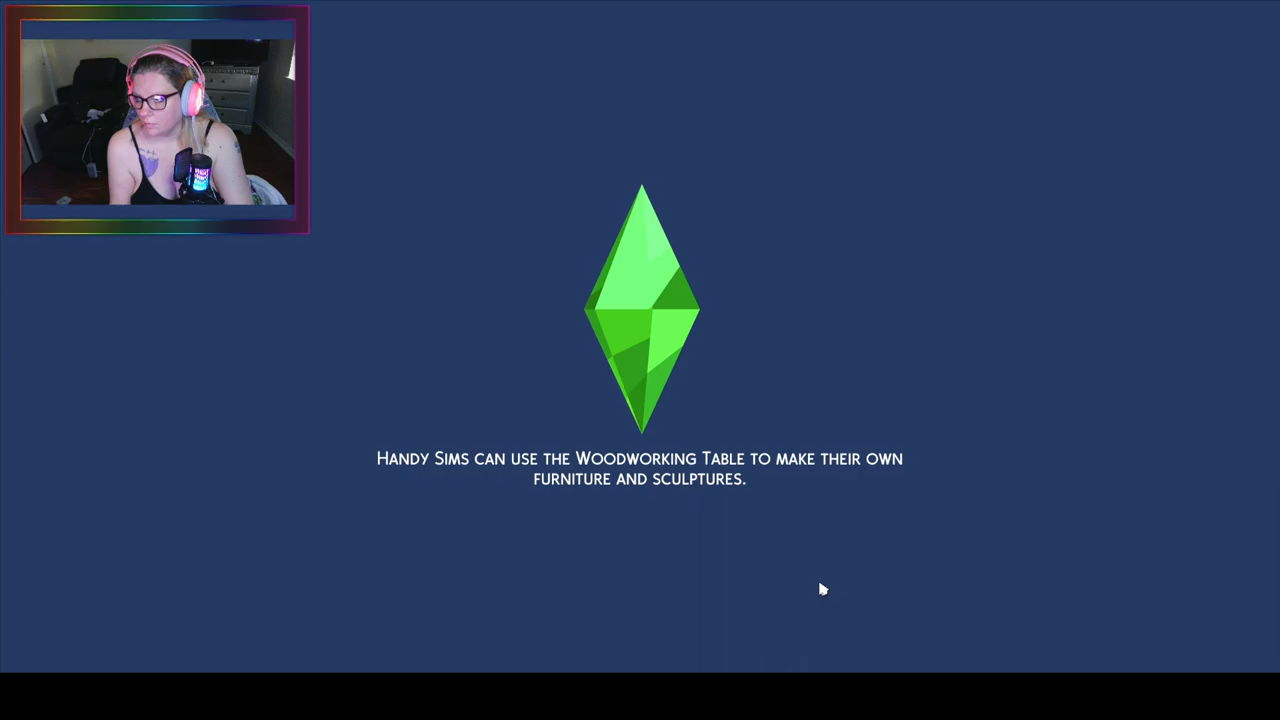 Handy Sims can use the Woodworking Table to make their own
furniture and sculptures.